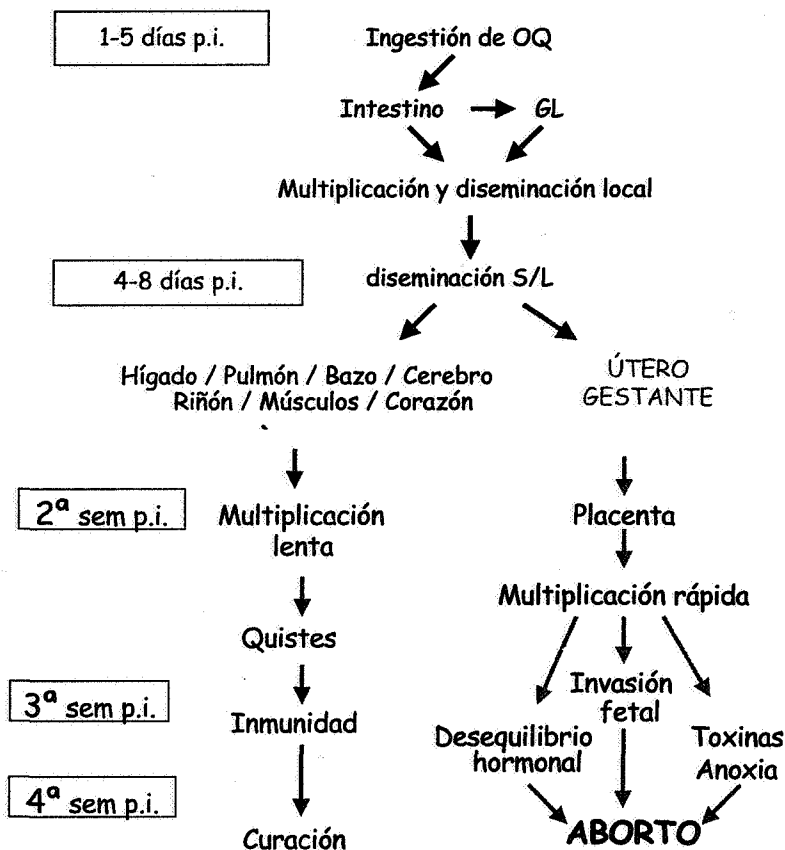 1-5 días p.i.
Ingestión de OQ
Intestino
GL
Multiplicación y diseminación local
4-8 días p.i.
diseminación S/L
Hígado / Pulmón / Bazo / Cerebro
Riñón / Músculos / Corazón
ÚTERO
GESTANTE
2ª sem p.i.
Multiplicación
lenta
Placenta
Multiplicación rápida
Quistes
3ª sem p.i.
Inmunidad
Invasión
fetal
Desequilibrio
hormonal
Toxinas
Anoxia
4ª sem p.i.
Curación
ABORTO